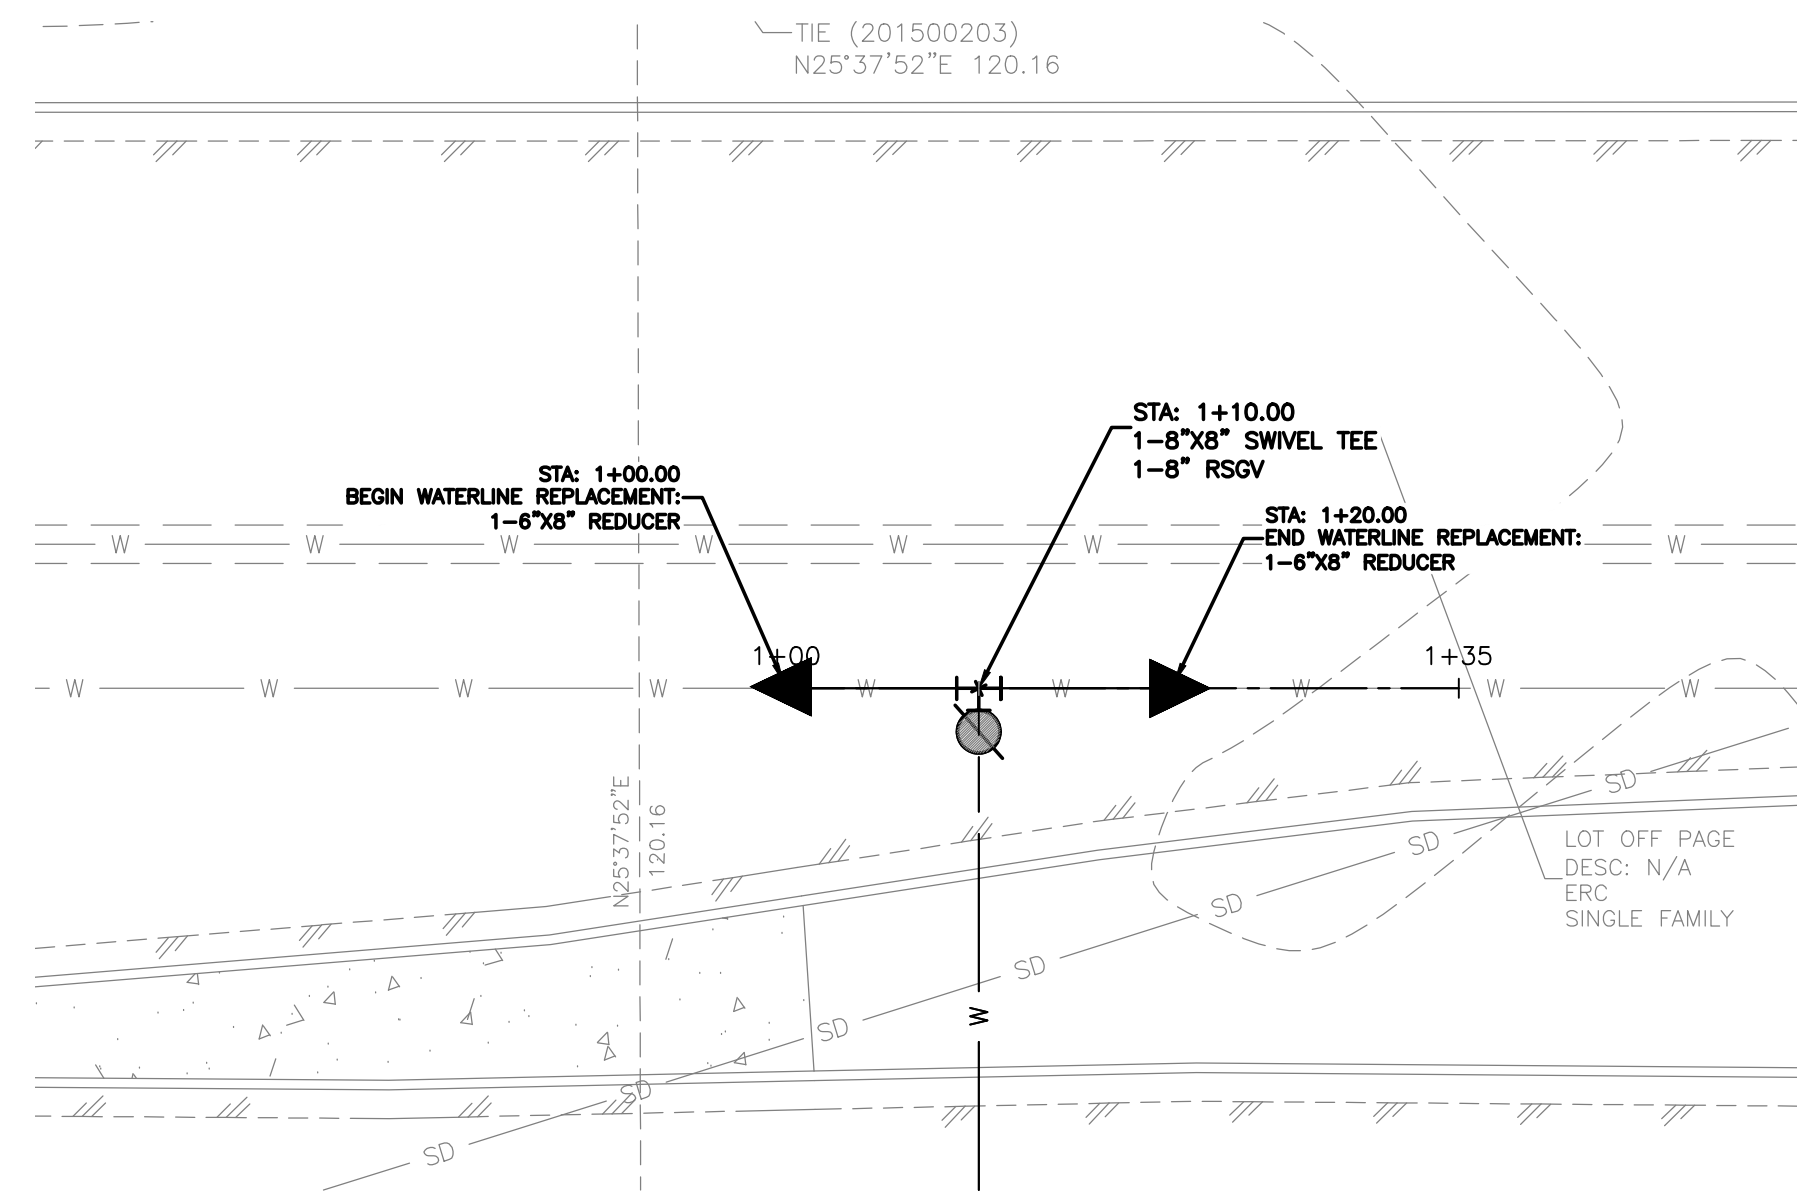 TIE (201500203)
N25°37'52"E 120.16
STA: 1+10.00
1-8"X8" SWIVEL TEE
1-8" RSGV
STA: 1+00.00
BEGIN WATERLINE REPLACEMENT:
1-6"X8" REDUCER
STA: 1+20.00
END WATERLINE REPLACEMENT:
1-6"X8" REDUCER
W W W W W W W
1+00 1+35
W W W W W W W W W
N25°37'52"E
120.16
SD
SD
SD
SD
SD
SD
SD
LOT OFF PAGE
DESC: N/A
ERC
SINGLE FAMILY
W